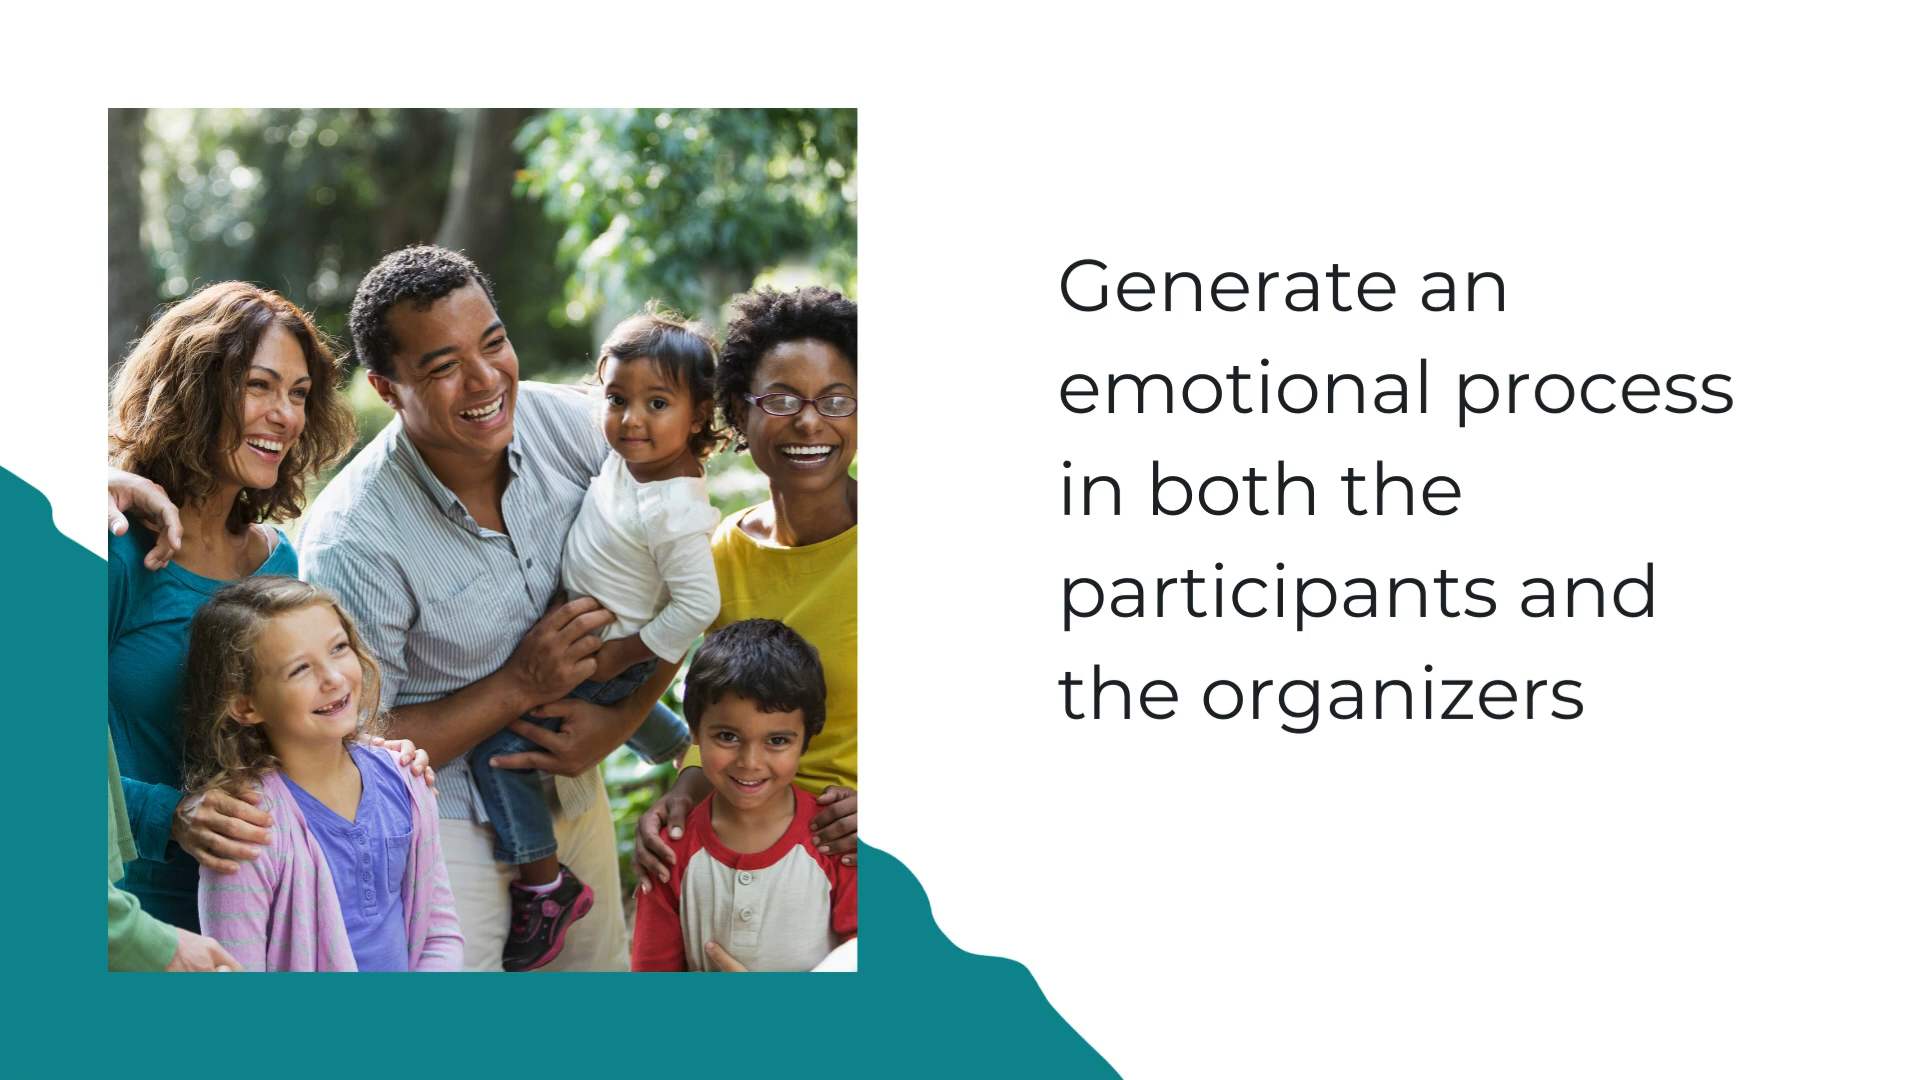 Generate an
emotional process
in both the
participants and
the organizers